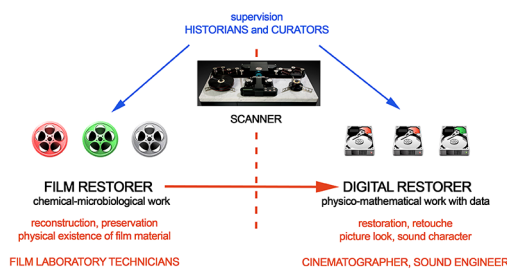 supervision
HISTORIANS and CURATORS
SCANNER
FILM RESTORER
chemical-microbiological work
reconstruction, preservation
physical existence of film material
FILM LABORATORY TECHNICIANS
DIGITAL RESTORER
physico-mathematical work with data
restoration, retouche
picture look, sound character
CINEMATOGRAPHER, SOUND ENGINEER